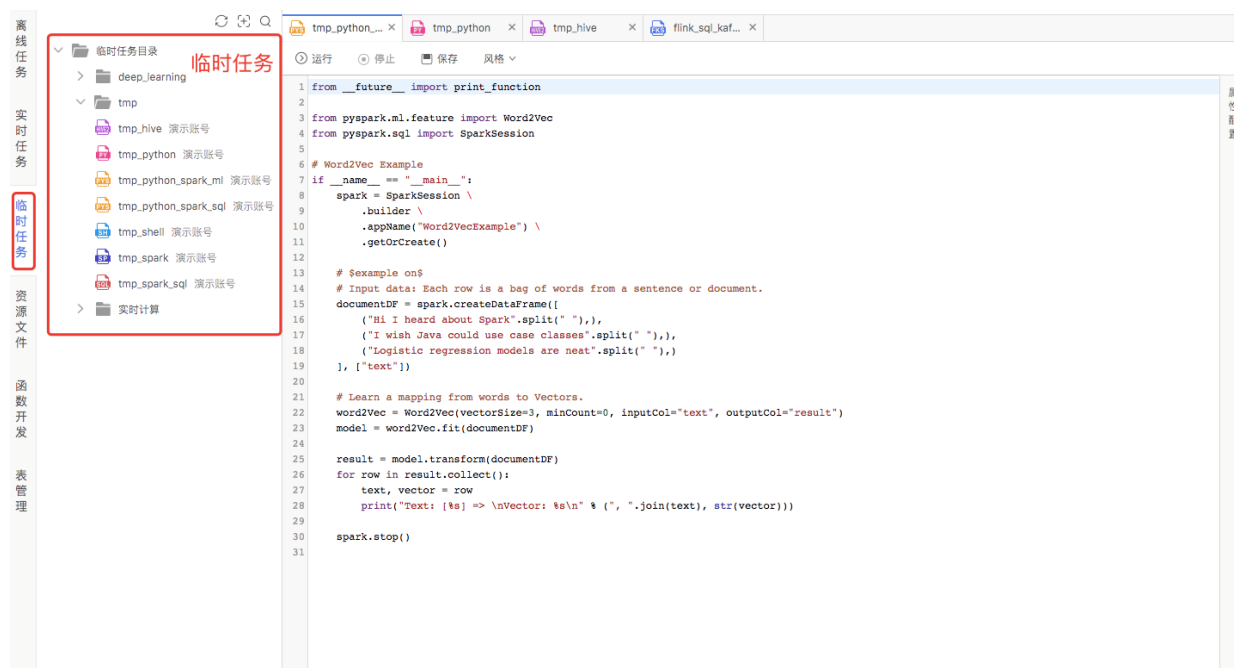 离线任务
实时任务
临时任务
资源文件
函数开发
表管理
临时任务目录
临时任务
deep_learning
tmp
tmp_hive 演示账号
tmp_python 演示账号
tmp_python_spark_ml 演示账号
tmp_python_spark_sql 演示账号
tmp_shell 演示账号
tmp_spark 演示账号
tmp_spark_sql 演示账号
实时计算
tmp_python_... × tmp_python × tmp_hive × flink_sql_kaf... ×
运行 停止 保存 风格
1 from __future__ import print_function
2
3 from pyspark.ml.feature import Word2Vec
4 from pyspark.sql import SparkSession
5
6 # Word2Vec Example
7 if __name__ == "__main__":
8     spark = SparkSession \
9         .builder \
10         .appName("Word2VecExample") \
11         .getOrCreate()
12
13     # $example on$
14     # Input data: Each row is a bag of words from a sentence or document.
15     documentDF = spark.createDataFrame([
16         ("Hi I heard about Spark".split(" "),),
17         ("I wish Java could use case classes".split(" "),),
18         ("Logistic regression models are neat".split(" "),)
19     ], ["text"])
20
21     # Learn a mapping from words to Vectors.
22     word2Vec = Word2Vec(vectorSize=3, minCount=0, inputCol="text", outputCol="result")
23     model = word2Vec.fit(documentDF)
24
25     result = model.transform(documentDF)
26     for row in result.collect():
27         text, vector = row
28         print("Text: [%s] => \nVector: %s\n" % (", ".join(text), str(vector)))
29
30     spark.stop()
31